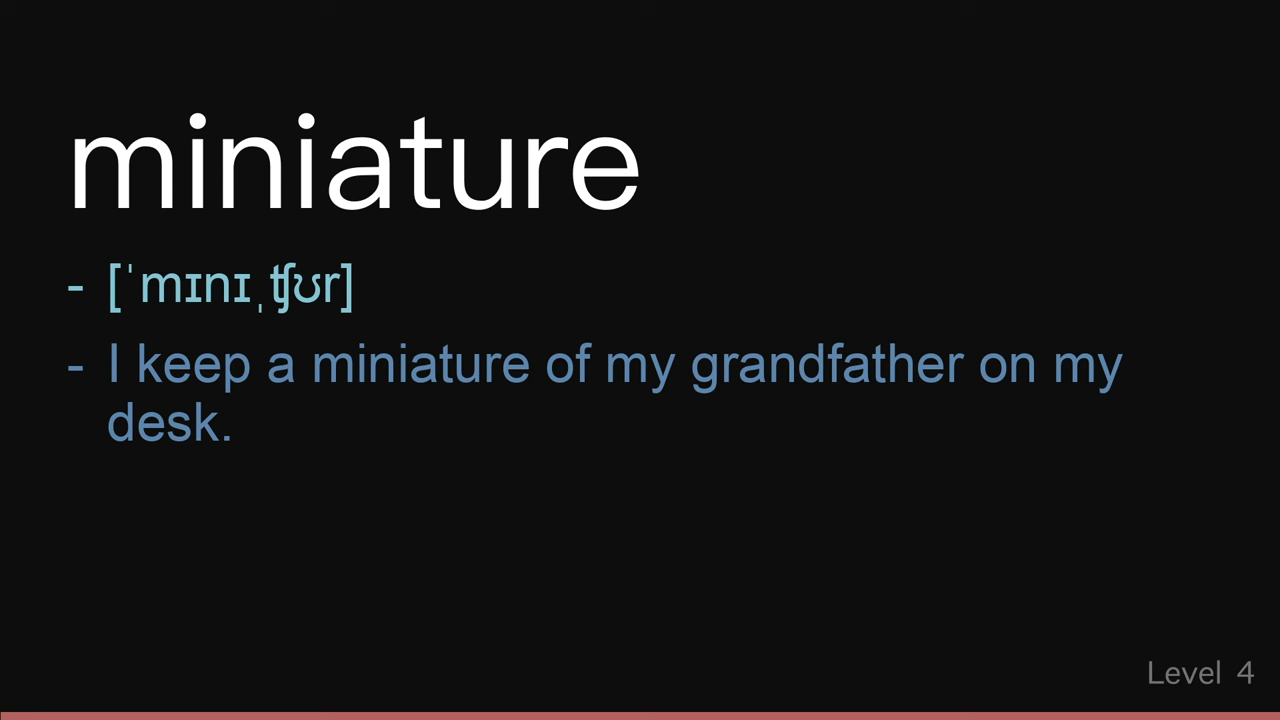 miniature
- [ˈmɪnɪˌʧʊr]
- I keep a miniature of my grandfather on my
desk.
Level 4